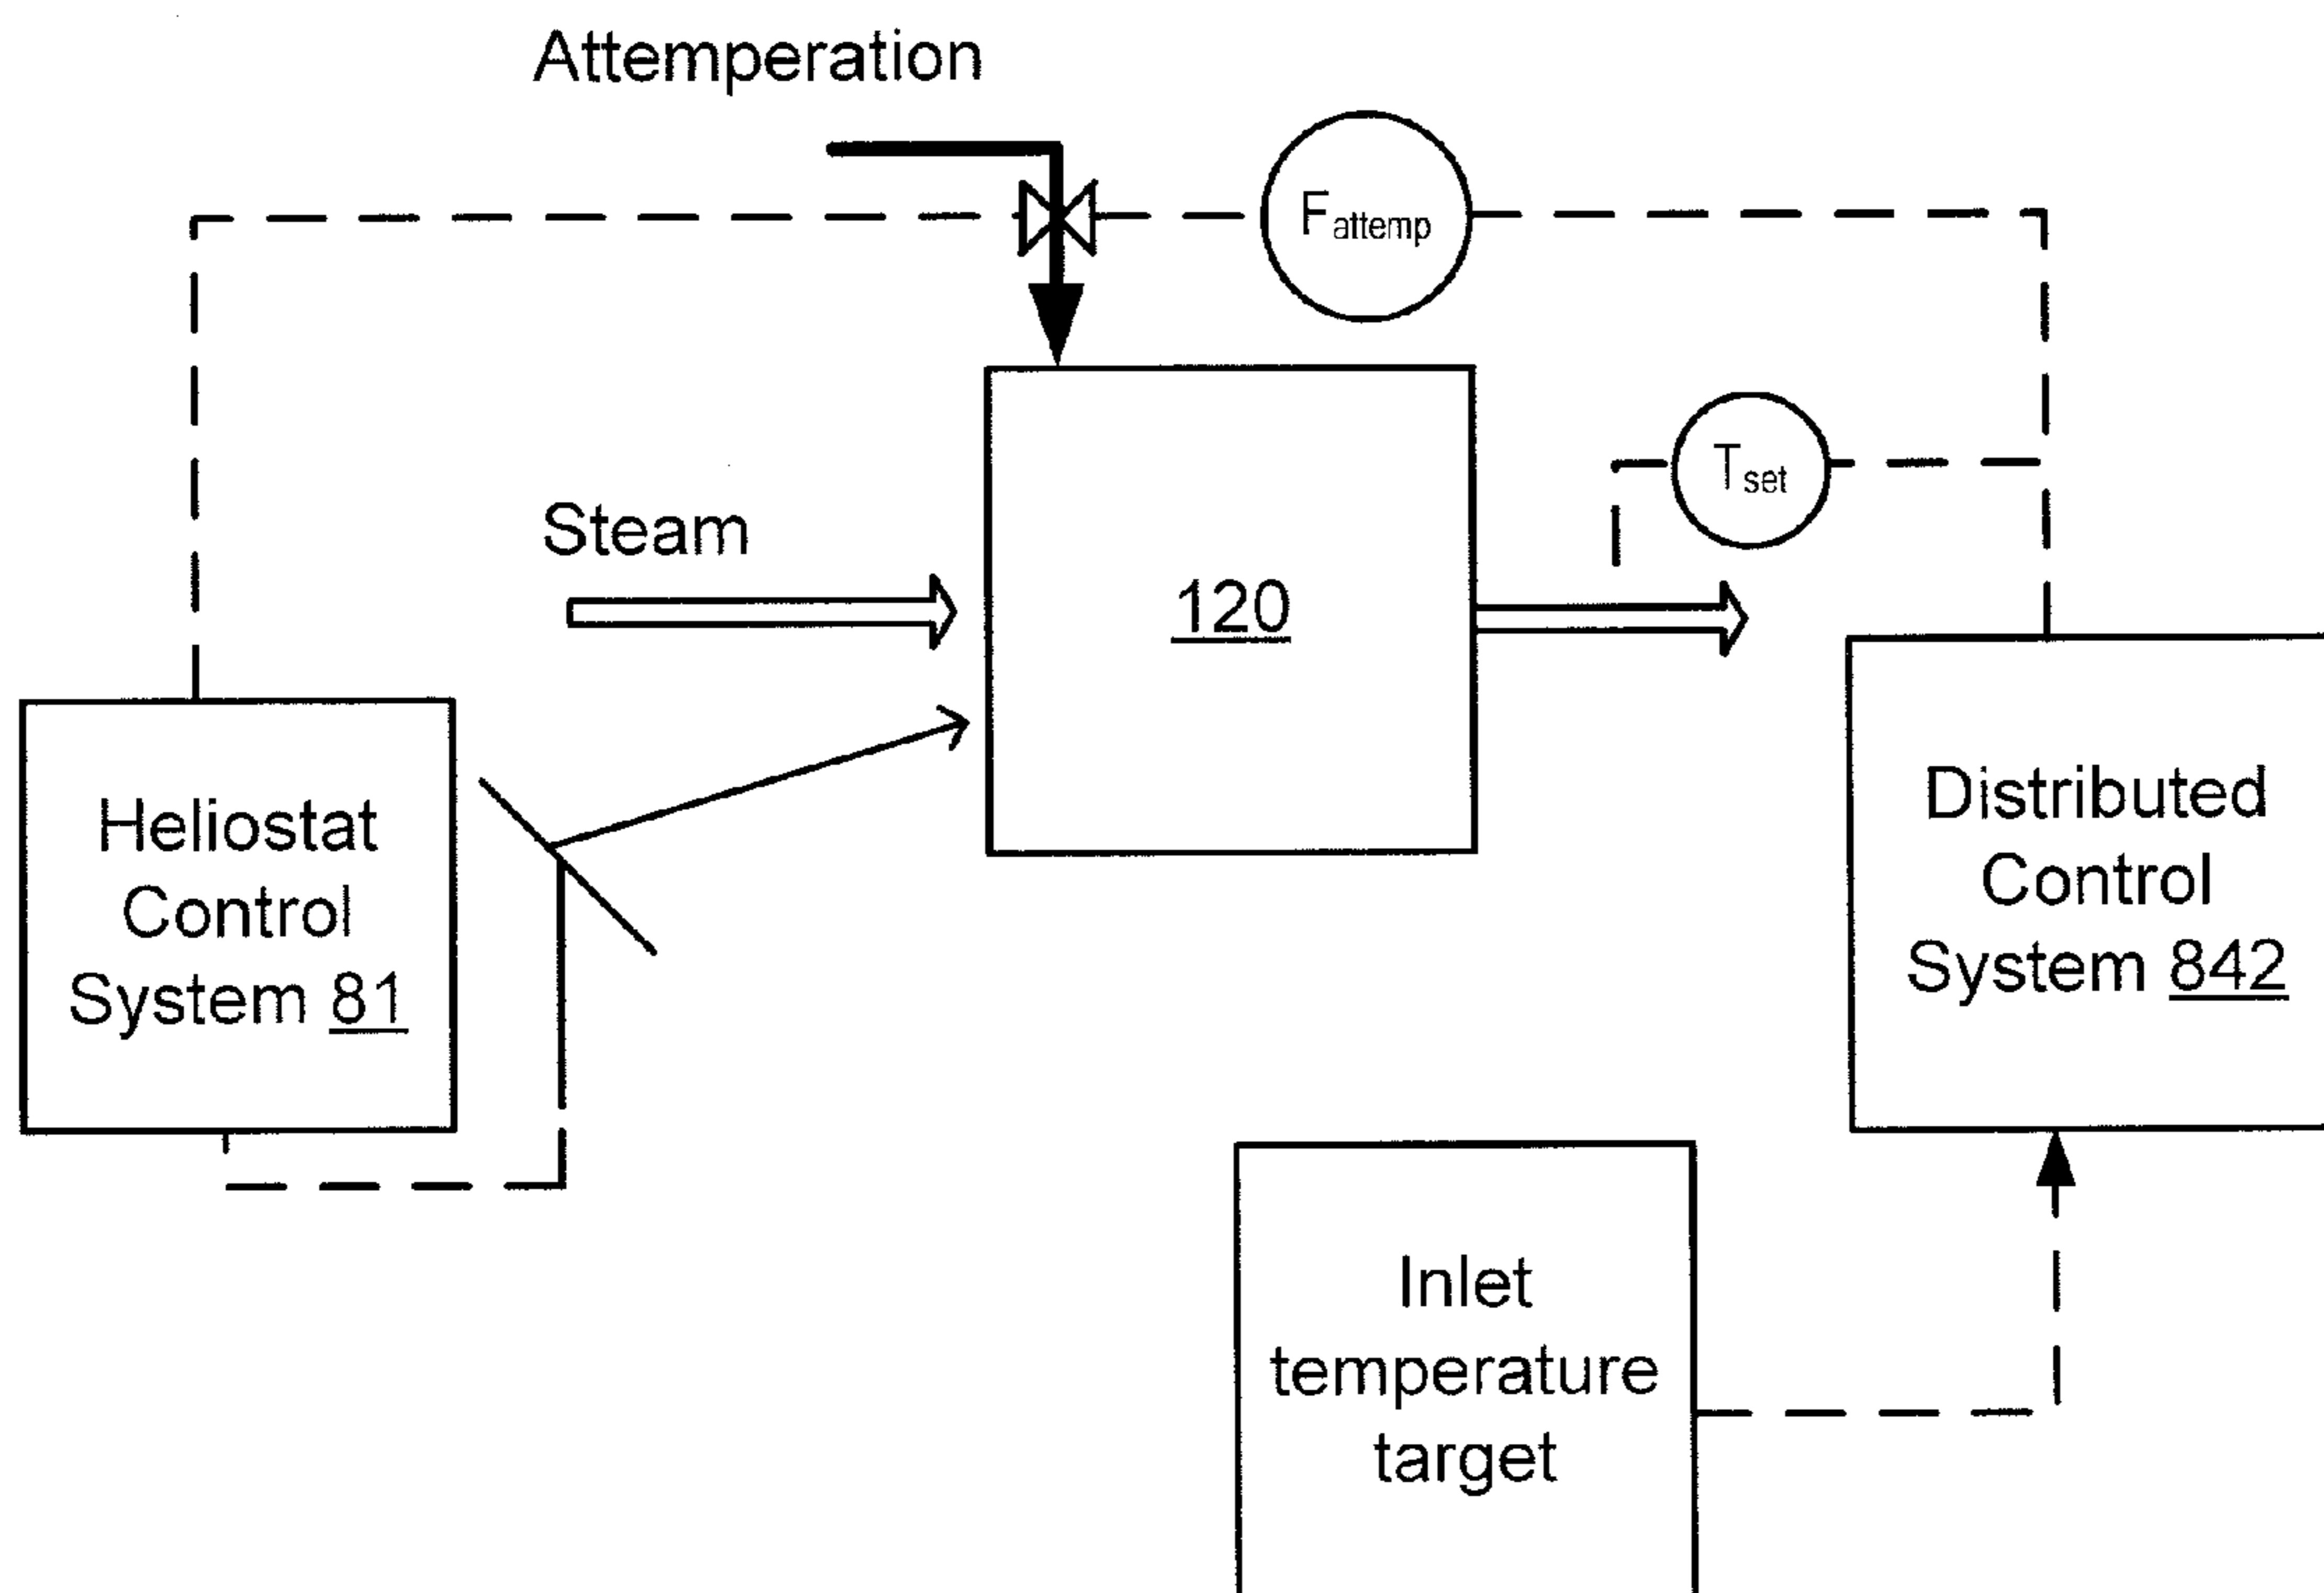 Attemperation
Fattemp
Tset
Steam
120
Heliostat
Control
System 81
Distributed
Control
System 842
Inlet
temperature
target